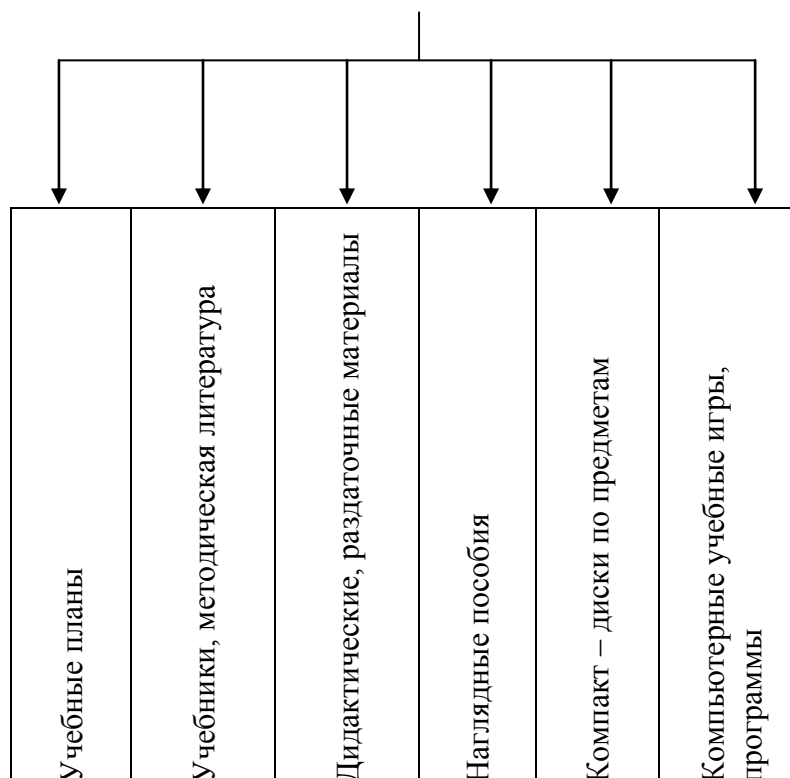 Учебные планы
Учебники, методическая литература
Дидактические, раздаточные материалы
Наглядные пособия
Компакт – диски по предметам
Компьютерные учебные игры,
программы